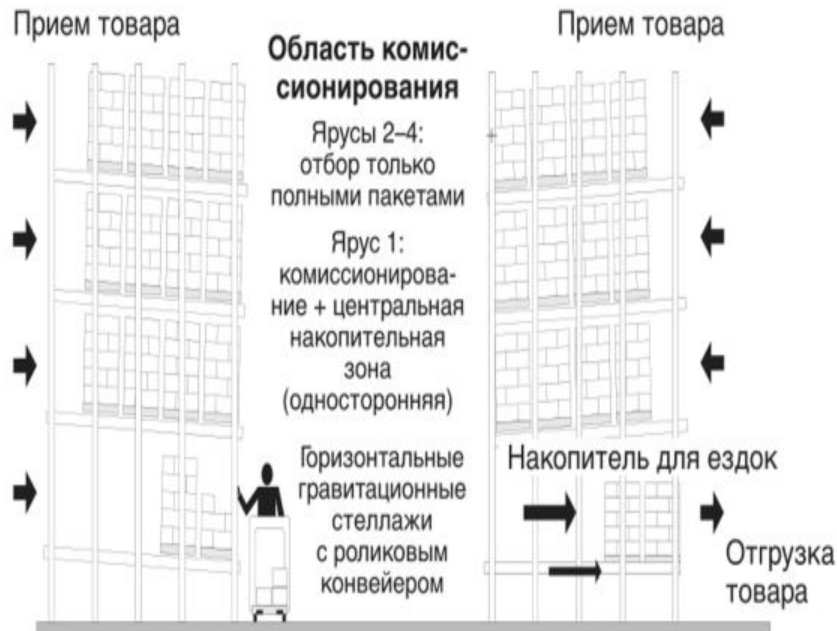 Прием товара
Область комис-
сионирования
Ярусы 2–4:
отбор только
полными пакетами
Ярус 1:
комиссионирова-
ние + центральная
накопительная
зона
(односторонняя)
Горизонтальные
гравитационные
стеллажи
с роликовым
конвейером
Прием товара
Накопитель для ездок
Отгрузка
товара